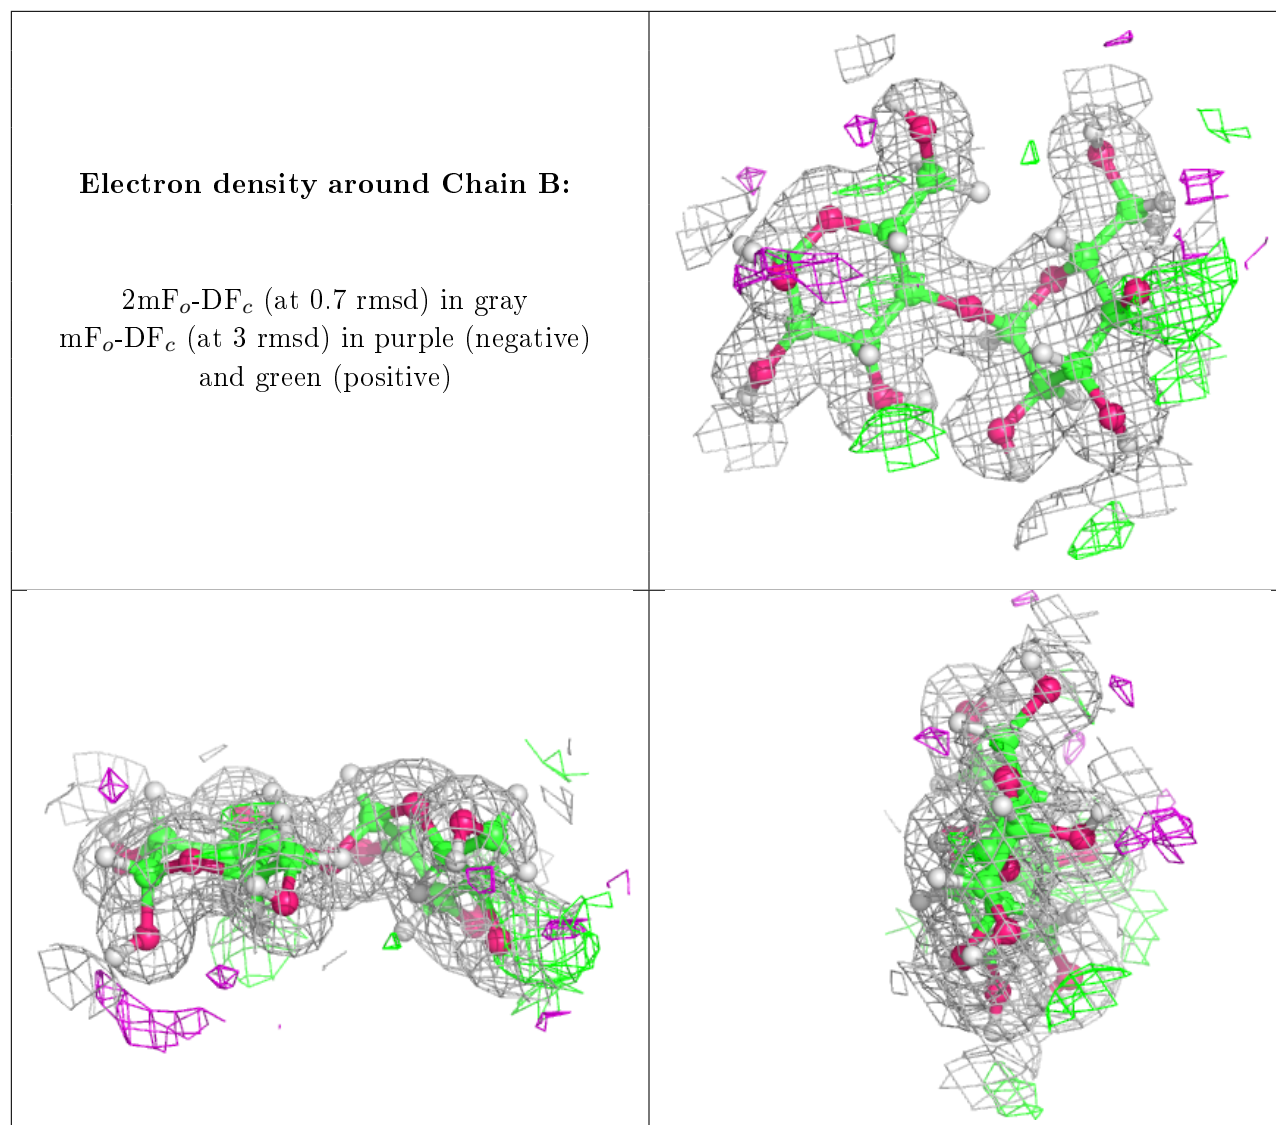 Electron density around Chain B:
2mFₒ-DF𝒸 (at 0.7 rmsd) in gray
mFₒ-DF𝒸 (at 3 rmsd) in purple (negative)
and green (positive)